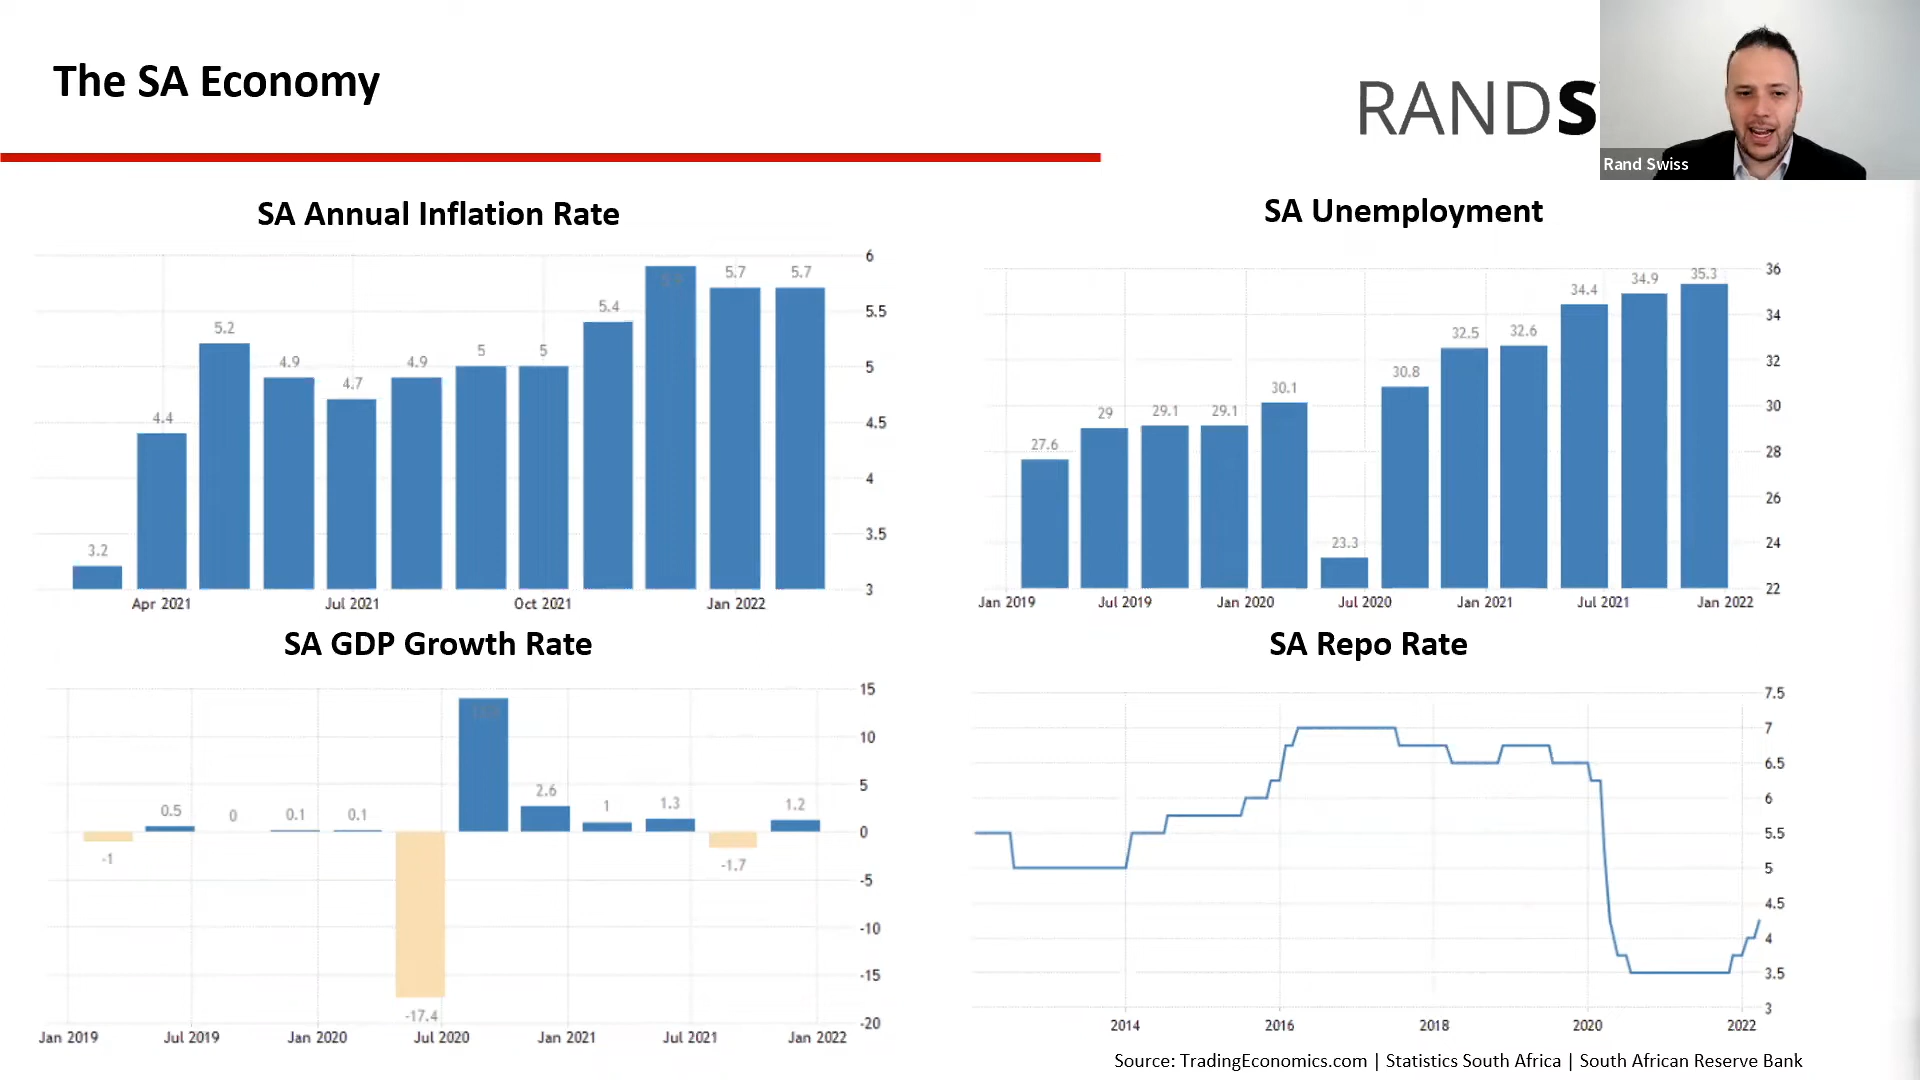 The SA Economy
RANDS
Rand Swiss
SA Annual Inflation Rate
6
5.5
5
4.5
4
3.5
3
3.2
4.4
5.2
4.9
4.7
4.9
5
5
5.4
5.9
5.7
5.7
Apr 2021
Jul 2021
Oct 2021
Jan 2022
SA Unemployment
36
34
32
30
28
26
24
22
27.6
29
29.1
29.1
30.1
23.3
30.8
32.5
32.6
34.4
34.9
35.3
Jan 2019
Jul 2019
Jan 2020
Jul 2020
Jan 2021
Jul 2021
Jan 2022
SA GDP Growth Rate
15
10
5
0
-5
-10
-15
-20
-1
0.5
0
0.1
0.1
-17.4
2.6
1
1.3
-1.7
1.2
Jan 2019
Jul 2019
Jan 2020
Jul 2020
Jan 2021
Jul 2021
Jan 2022
SA Repo Rate
7.5
7
6.5
6
5.5
5
4.5
4
3.5
3
2014
2016
2018
2020
2022
Source: TradingEconomics.com | Statistics South Africa | South African Reserve Bank